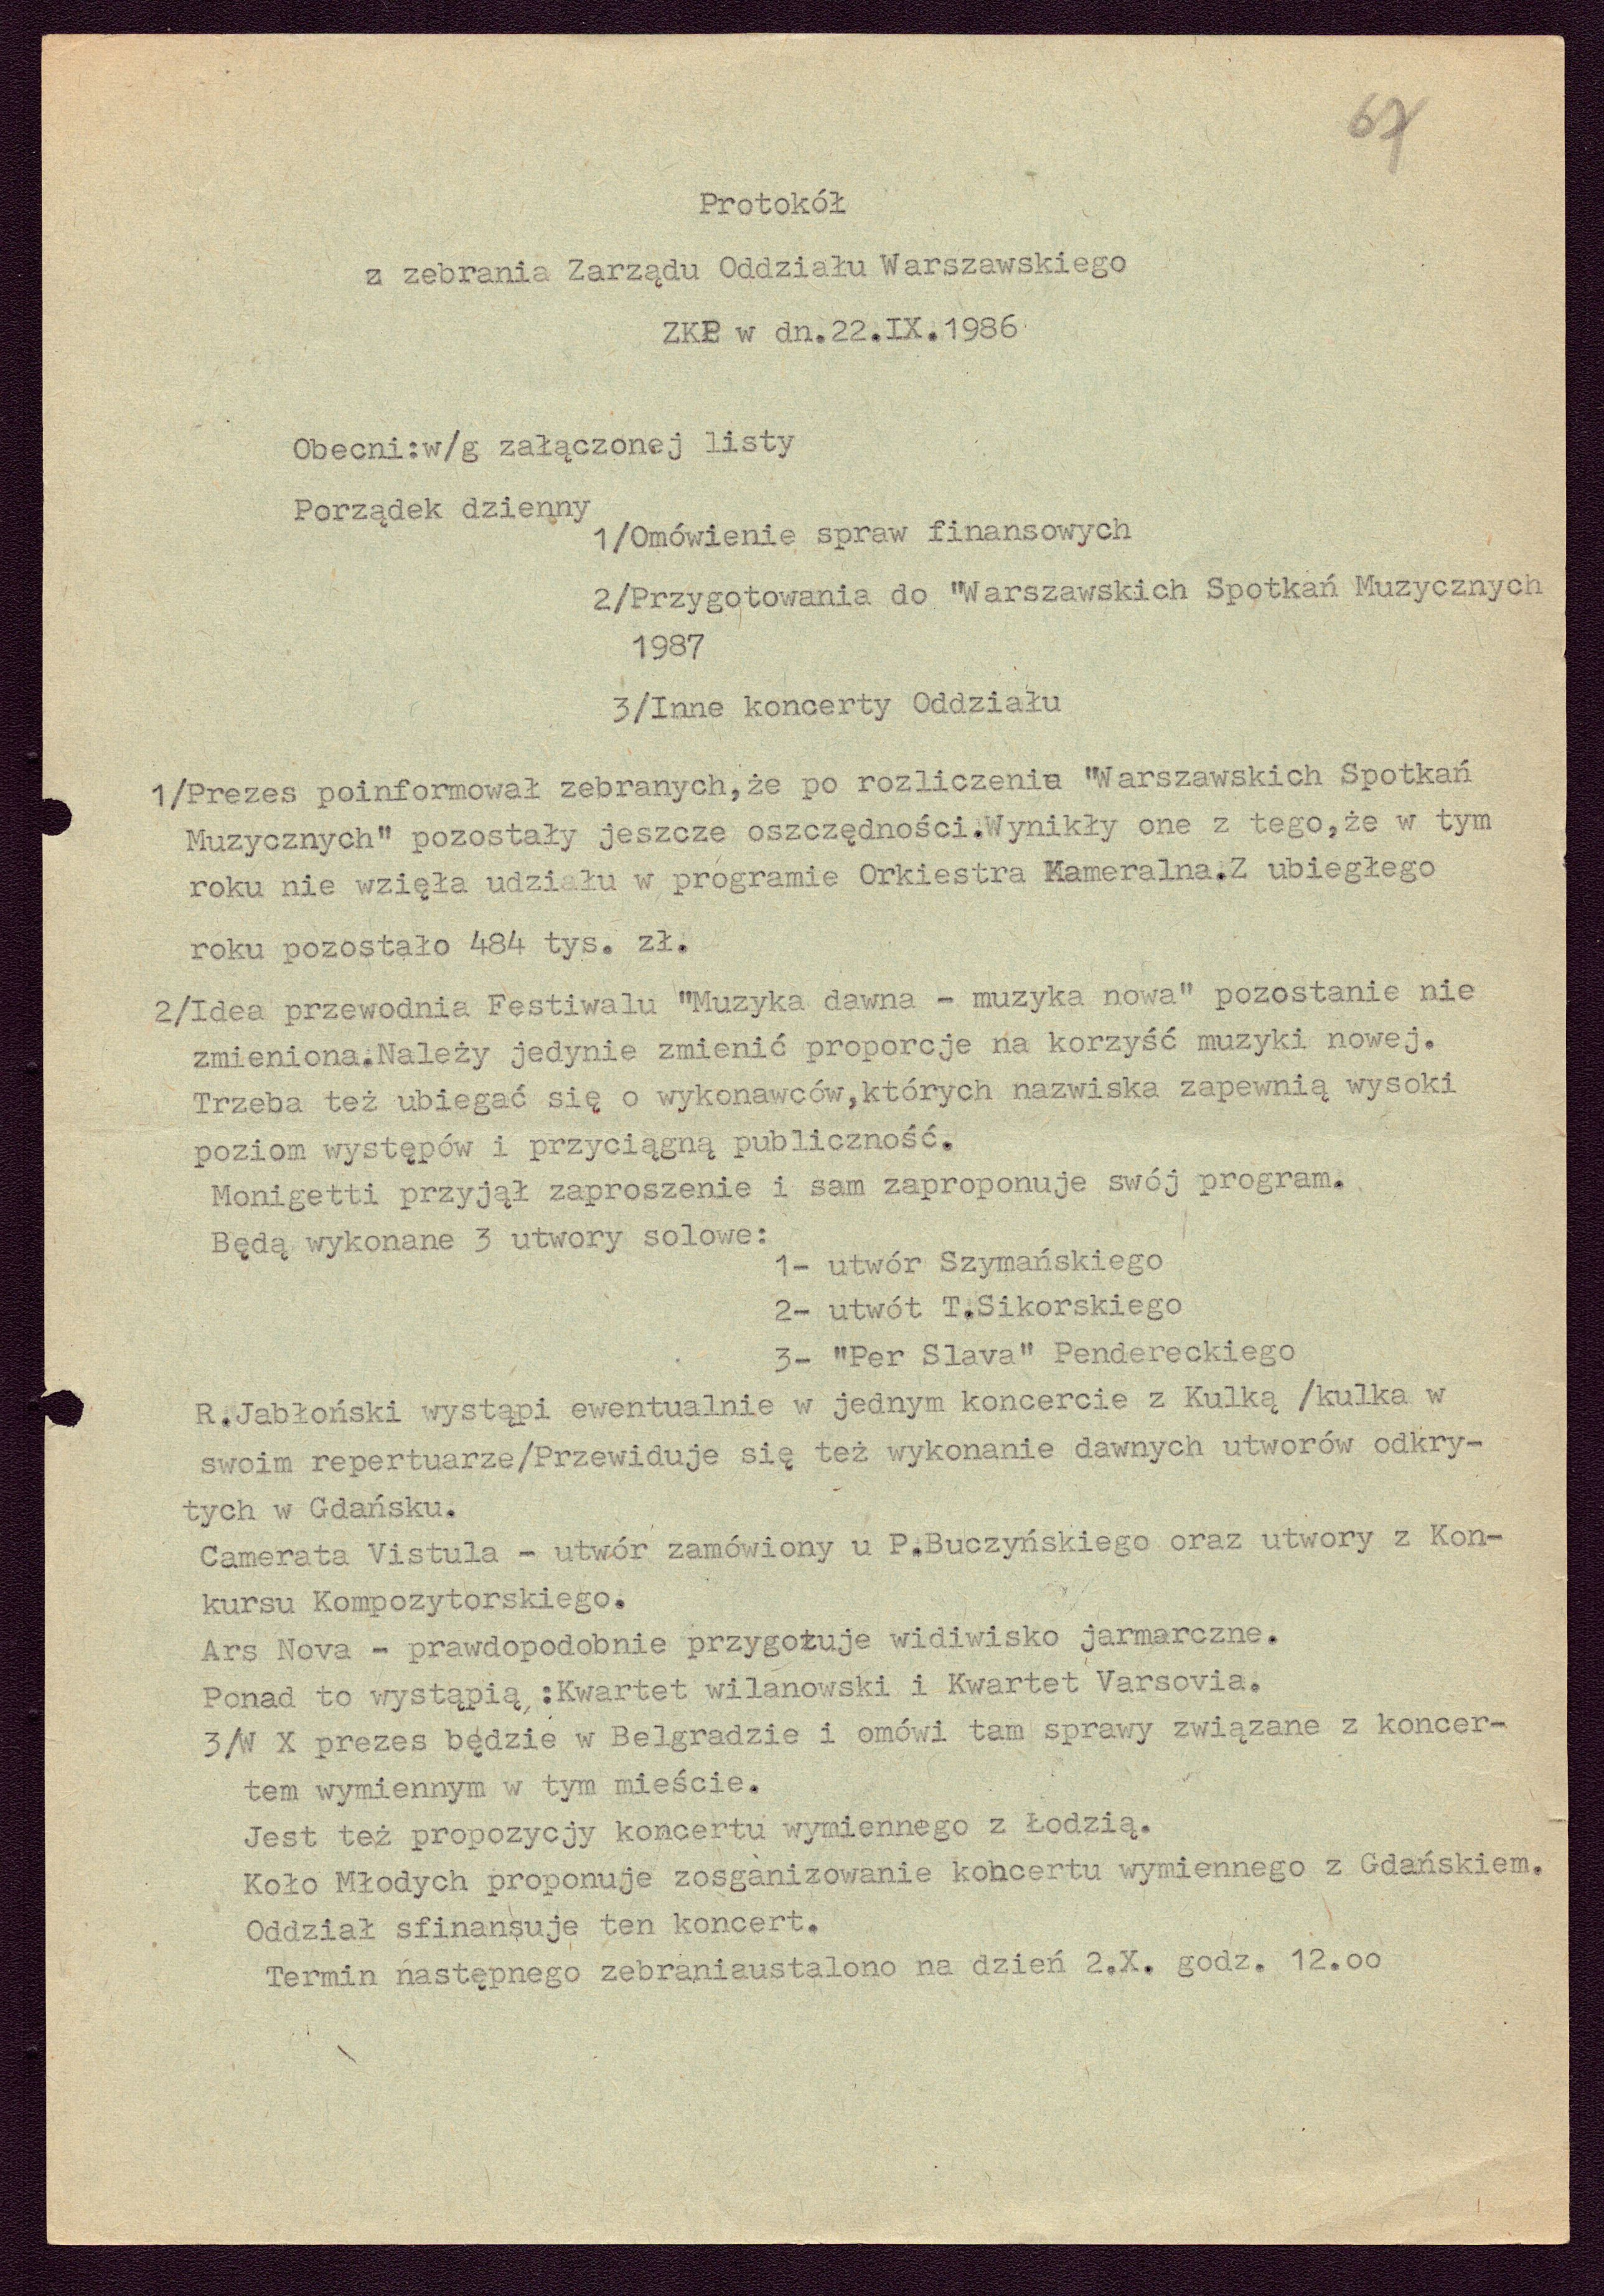 67
Protokół
z zebrania Zarządu Oddziału Warszawskiego
ZKP w dn.22.IX.1986
Obecni:w/g załączonej listy
Porządek dzienny
1/Omówienie spraw finansowych
2/Przygotowania do "Warszawskich Spotkań Muzycznych
1987
3/Inne koncerty Oddziału
1/Prezes poinformował zebranych,że po rozliczeniu "Warszawskich Spotkań
Muzycznych" pozostały jeszcze oszczędności.Wynikły one z tego,że w tym
roku nie wzięła udziału w programie Orkiestra Kameralna.Z ubiegłego
roku pozostało 484 tys. zł.
2/Idea przewodnia Festiwalu "Muzyka dawna - muzyka nowa" pozostanie nie
zmieniona.Należy jedynie zmienić proporcje na korzyść muzyki nowej.
Trzeba też ubiegać się o wykonawców,których nazwiska zapewnią wysoki
poziom występów i przyciągną publiczność.
Monigetti przyjął zaproszenie i sam zaproponuje swój program.
Będą wykonane 3 utwory solowe:
1- utwór Szymańskiego
2- utwót T.Sikorskiego
3- "Per Slava" Pendereckiego
R.Jabłoński wystąpi ewentualnie w jednym koncercie z Kulką /kulka w
swoim repertuarze/Przewiduje się też wykonanie dawnych utworów odkry-
tych w Gdańsku.
Camerata Vistula - utwór zamówiony u P.Buczyńskiego oraz utwory z Kon-
kursu Kompozytorskiego.
Ars Nova - prawdopodobnie przygotuje widiwisko jarmarczne.
Ponad to wystąpią :Kwartet wilanowski i Kwartet Varsovia.
3/W X prezes będzie w Belgradzie i omówi tam sprawy związane z koncer-
tem wymiennym w tym mieście.
Jest też propozycjy koncertu wymiennego z Łodzią.
Koło Młodych proponuje zosganizowanie koncertu wymiennego z Gdańskiem.
Oddział sfinansuje ten koncert.
Termin następnego zebraniaustalono na dzień 2.X. godz. 12.oo